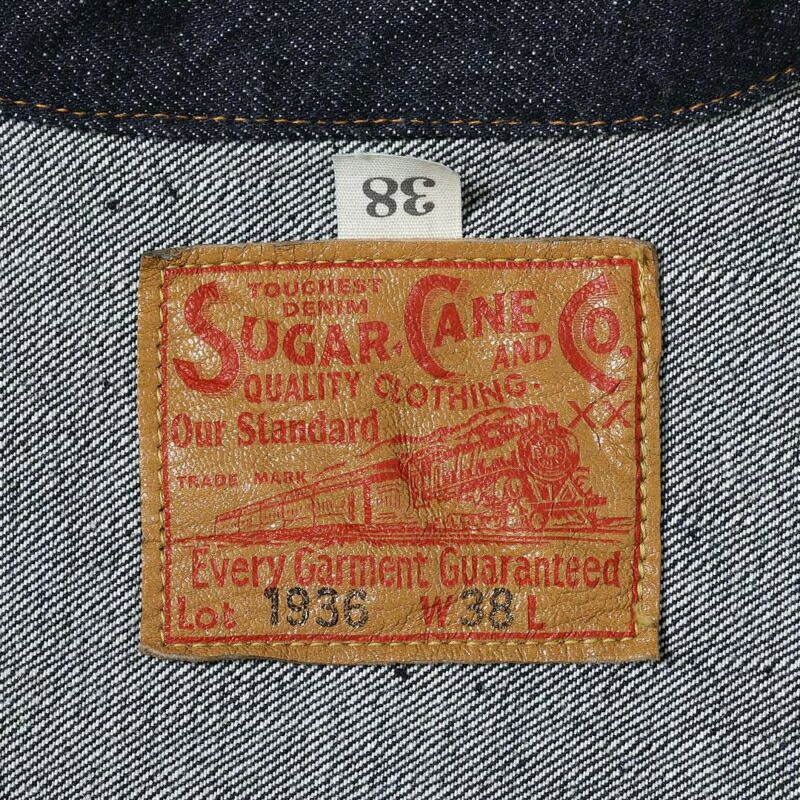 38
TOUGHEST
DENIM
SUGAR CANE AND CO.
QUALITY CLOTHING.
XX
Our Standard
TRADE MARK
Every Garment Guaranteed
Lot 1936 W 38 L